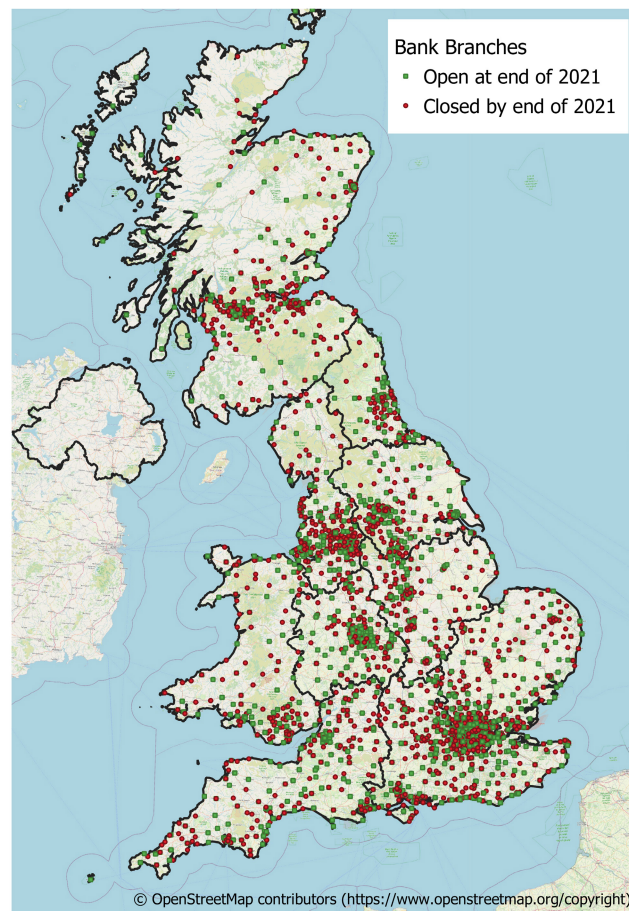 Bank Branches
Open at end of 2021
Closed by end of 2021
© OpenStreetMap contributors (https://www.openstreetmap.org/copyright)